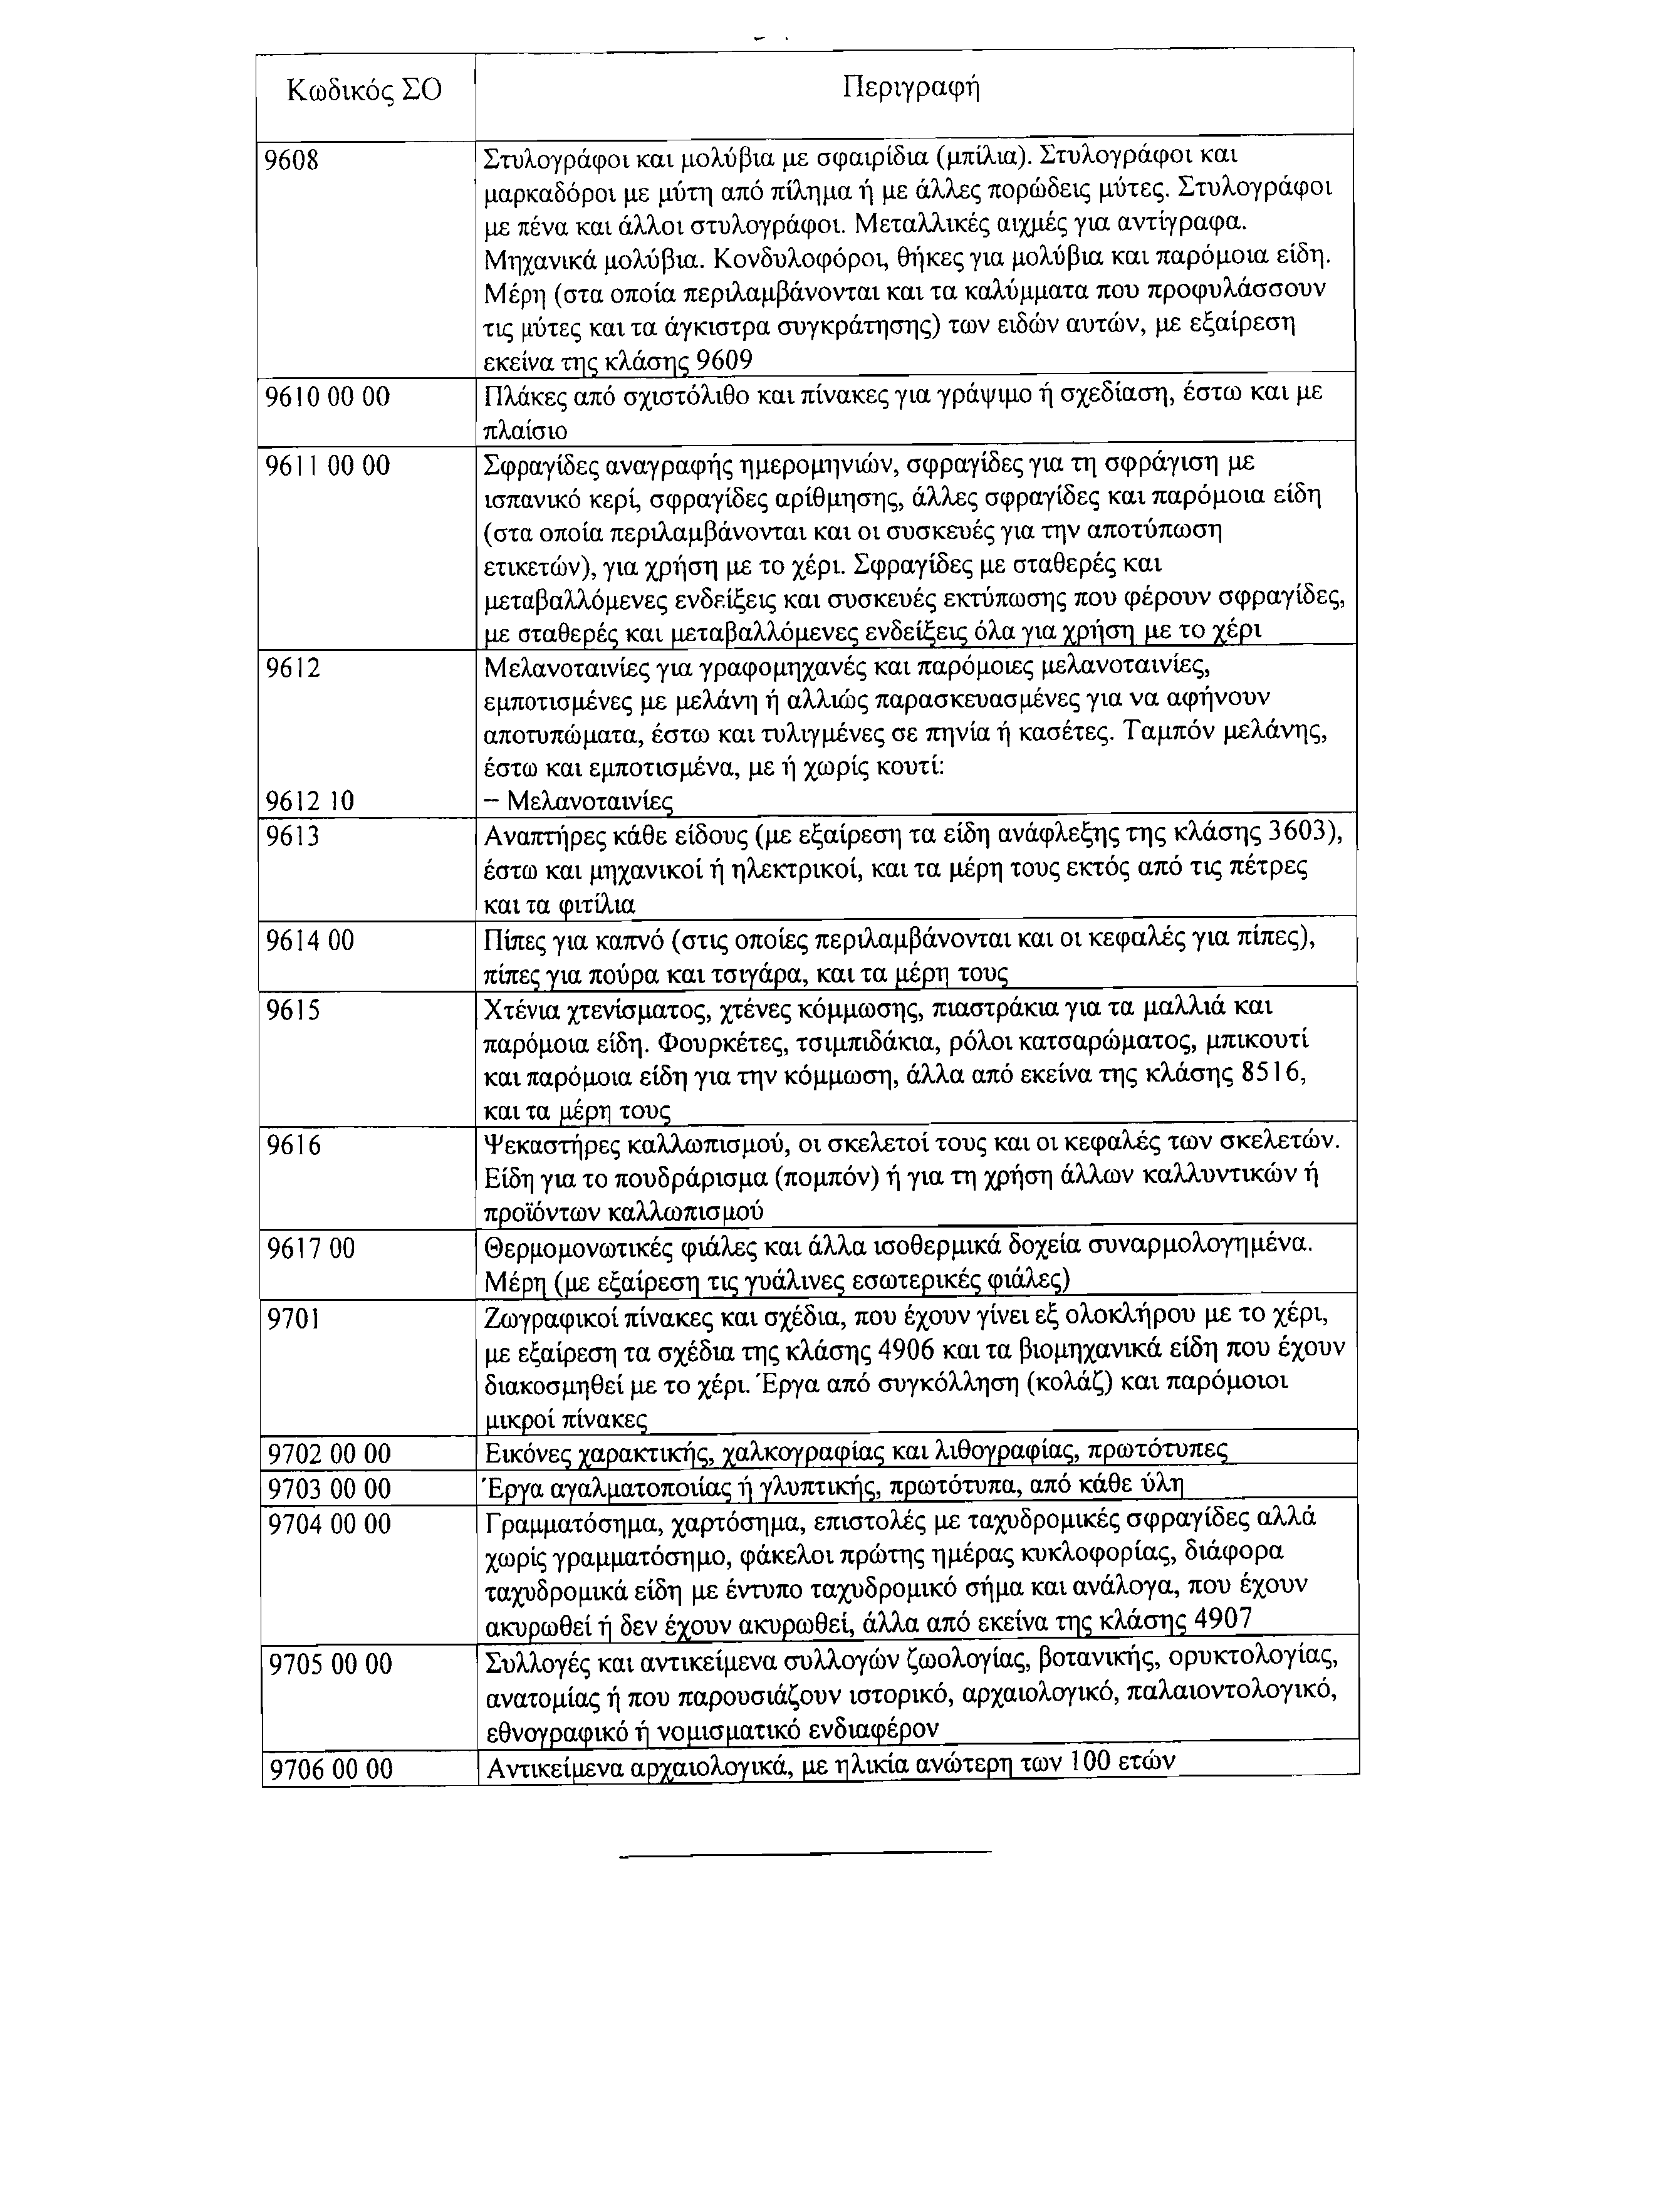 Κωδικός ΣΟ
Περιγραφή
9608
Στυλογράφοι και μολύβια με σφαιρίδια (μπίλια). Στυλογράφοι και
μαρκαδόροι με μύτη από πίλημα ή με άλλες πορώδεις μύτες. Στυλογράφοι
με πένα και άλλοι στυλογράφοι. Μεταλλικές αιχμές για αντίγραφα.
Μηχανικά μολύβια. Κονδυλοφόροι, θήκες για μολύβια και παρόμοια είδη.
Μέρη (στα οποία περιλαμβάνονται και τα καλύμματα που προφυλάσσουν
τις μύτες και τα άγκιστρα συγκράτησης) των ειδών αυτών, με εξαίρεση
εκείνα της κλάσης 9609
9610 00 00
Πλάκες από σχιστόλιθο και πίνακες για γράψιμο ή σχεδίαση, έστω και με
πλαίσιο
9611 00 00
Σφραγίδες αναγραφής ημερομηνιών, σφραγίδες για τη σφράγιση με
ισπανικό κερί, σφραγίδες αρίθμησης, άλλες σφραγίδες και παρόμοια είδη
(στα οποία περιλαμβάνονται και οι συσκευές για την αποτύπωση
ετικετών), για χρήση με το χέρι. Σφραγίδες με σταθερές και
μεταβαλλόμενες ενδείξεις και συσκευές εκτύπωσης που φέρουν σφραγίδες,
με σταθερές και μεταβαλλόμενες ενδείξεις όλα για χρήση με το χέρι
9612
Μελανοταινίες για γραφομηχανές και παρόμοιες μελανοταινίες,
εμποτισμένες με μελάνη ή αλλιώς παρασκευασμένες για να αφήνουν
αποτυπώματα, έστω και τυλιγμένες σε πηνία ή κασέτες. Ταμπόν μελάνης,
έστω και εμποτισμένα, με ή χωρίς κουτί:
9612 10
– Μελανοταινίες
9613
Αναπτήρες κάθε είδους (με εξαίρεση τα είδη ανάφλεξης της κλάσης 3603),
έστω και μηχανικοί ή ηλεκτρικοί, και τα μέρη τους εκτός από τις πέτρες
και τα φιτίλια
9614 00
Πίπες για καπνό (στις οποίες περιλαμβάνονται και οι κεφαλές για πίπες),
πίπες για πούρα και τσιγάρα, και τα μέρη τους
9615
Χτένια χτενίσματος, χτένες κόμμωσης, πιαστράκια για τα μαλλιά και
παρόμοια είδη. Φουρκέτες, τσιμπιδάκια, ρόλοι κατσαρώματος, μπικουτί
και παρόμοια είδη για την κόμμωση, άλλα από εκείνα της κλάσης 8516,
και τα μέρη τους
9616
Ψεκαστήρες καλλωπισμού, οι σκελετοί τους και οι κεφαλές των σκελετών.
Είδη για το πουδράρισμα (πομπόν) ή για τη χρήση άλλων καλλυντικών ή
προϊόντων καλλωπισμού
9617 00
Θερμομονωτικές φιάλες και άλλα ισοθερμικά δοχεία συναρμολογημένα.
Μέρη (με εξαίρεση τις γυάλινες εσωτερικές φιάλες)
9701
Ζωγραφικοί πίνακες και σχέδια, που έχουν γίνει εξ ολοκλήρου με το χέρι,
με εξαίρεση τα σχέδια της κλάσης 4906 και τα βιομηχανικά είδη που έχουν
διακοσμηθεί με το χέρι. Έργα από συγκόλληση (κολάζ) και παρόμοιοι
μικροί πίνακες
9702 00 00
Εικόνες χαρακτικής, χαλκογραφίας και λιθογραφίας, πρωτότυπες
9703 00 00
Έργα αγαλματοποιίας ή γλυπτικής, πρωτότυπα, από κάθε ύλη
9704 00 00
Γραμματόσημα, χαρτόσημα, επιστολές με ταχυδρομικές σφραγίδες αλλά
χωρίς γραμματόσημο, φάκελοι πρώτης ημέρας κυκλοφορίας, διάφορα
ταχυδρομικά είδη με έντυπο ταχυδρομικό σήμα και ανάλογα, που έχουν
ακυρωθεί ή δεν έχουν ακυρωθεί, άλλα από εκείνα της κλάσης 4907
9705 00 00
Συλλογές και αντικείμενα συλλογών ζωολογίας, βοτανικής, ορυκτολογίας,
ανατομίας ή που παρουσιάζουν ιστορικό, αρχαιολογικό, παλαιοντολογικό,
εθνογραφικό ή νομισματικό ενδιαφέρον
9706 00 00
Αντικείμενα αρχαιολογικά, με ηλικία ανώτερη των 100 ετών